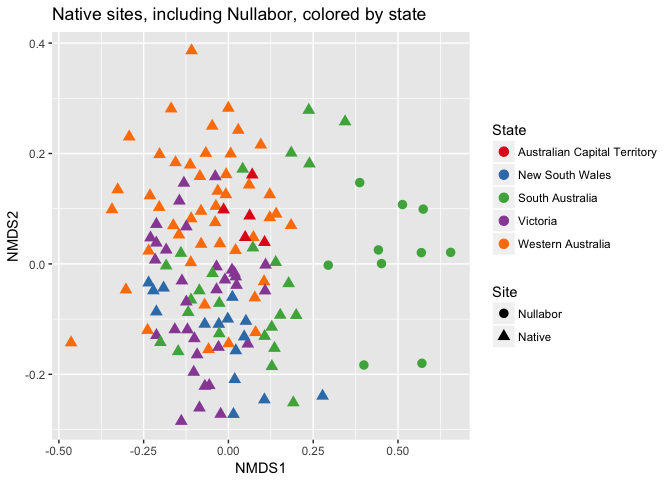 Native sites, including Nullabor, colored by state
0.4
0.2
0.0
-0.2
NMDS2
-0.50
-0.25
0.00
0.25
0.50
NMDS1
State
Australian Capital Territory
New South Wales
South Australia
Victoria
Western Australia
Site
Nullabor
Native